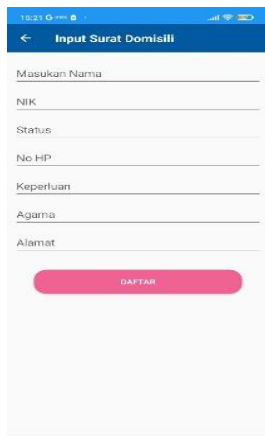 10:21 G
Input Surat Domisili
Masukan Nama
NIK
Status
No HP
Keperluan
Agama
Alamat
DAFTAR